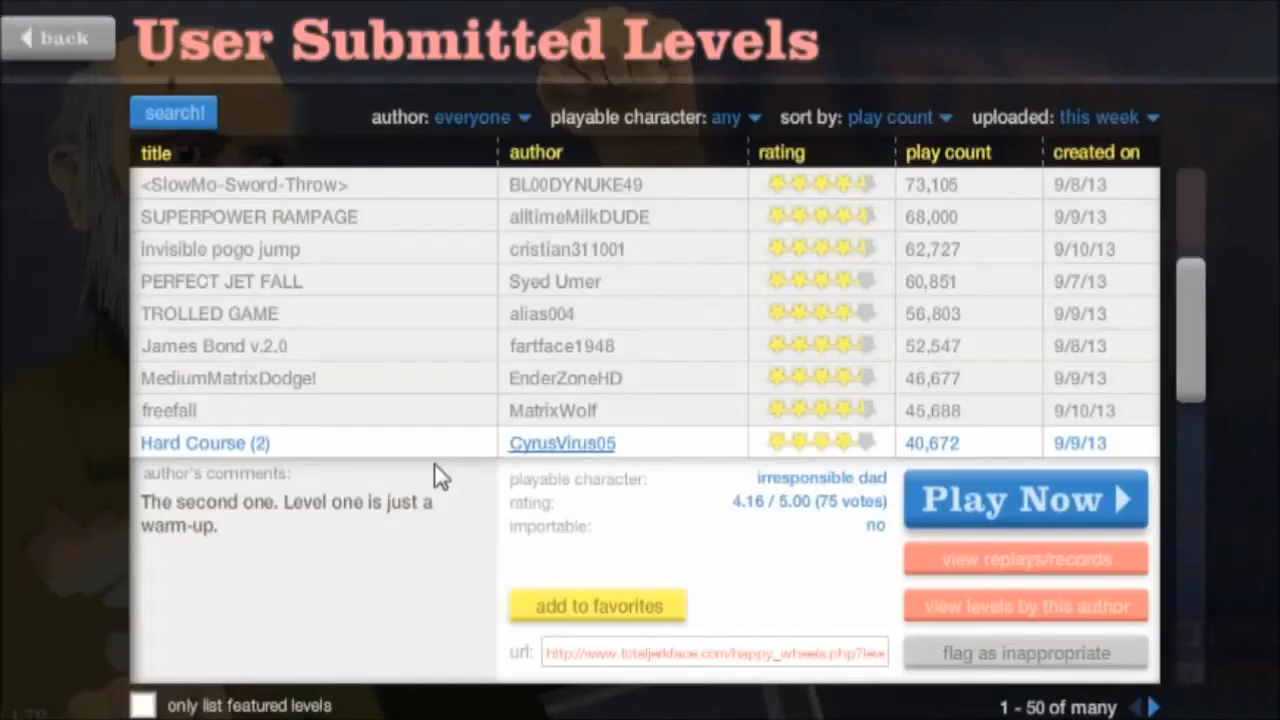 back
User Submitted Levels
search!
author: everyone playable character: any sort by: play count uploaded: this week
title author rating play count created on
<SlowMo-Sword-Throw> BL00DYNUKE49 73,105 9/8/13
SUPERPOWER RAMPAGE alltimeMilkDUDE 68,000 9/9/13
invisible pogo jump cristian311001 62,727 9/10/13
PERFECT JET FALL Syed Umer 60,851 9/7/13
TROLLED GAME alias004 56,803 9/9/13
James Bond v.2.0 fartface1948 52,547 9/8/13
MediumMatrixDodge! EnderZoneHD 46,677 9/9/13
freefall MatrixWolf 45,688 9/10/13
Hard Course (2) CyrusVirus05 40,672 9/9/13
author's comments:
The second one. Level one is just a
warm-up.
playable character: irresponsible dad
rating: 4.16 / 5.00 (75 votes)
importable: no
Play Now
view replays/records
add to favorites
view levels by this author
url: http://www.totaljerkface.com/happy_wheels.php?leve
flag as inappropriate
only list featured levels
1 - 50 of many